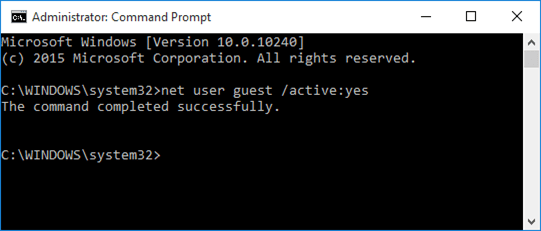 Administrator: Command Prompt
Microsoft Windows [Version 10.0.10240]
(c) 2015 Microsoft Corporation. All rights reserved.
C:\WINDOWS\system32>net user guest /active:yes
The command completed successfully.
C:\WINDOWS\system32>